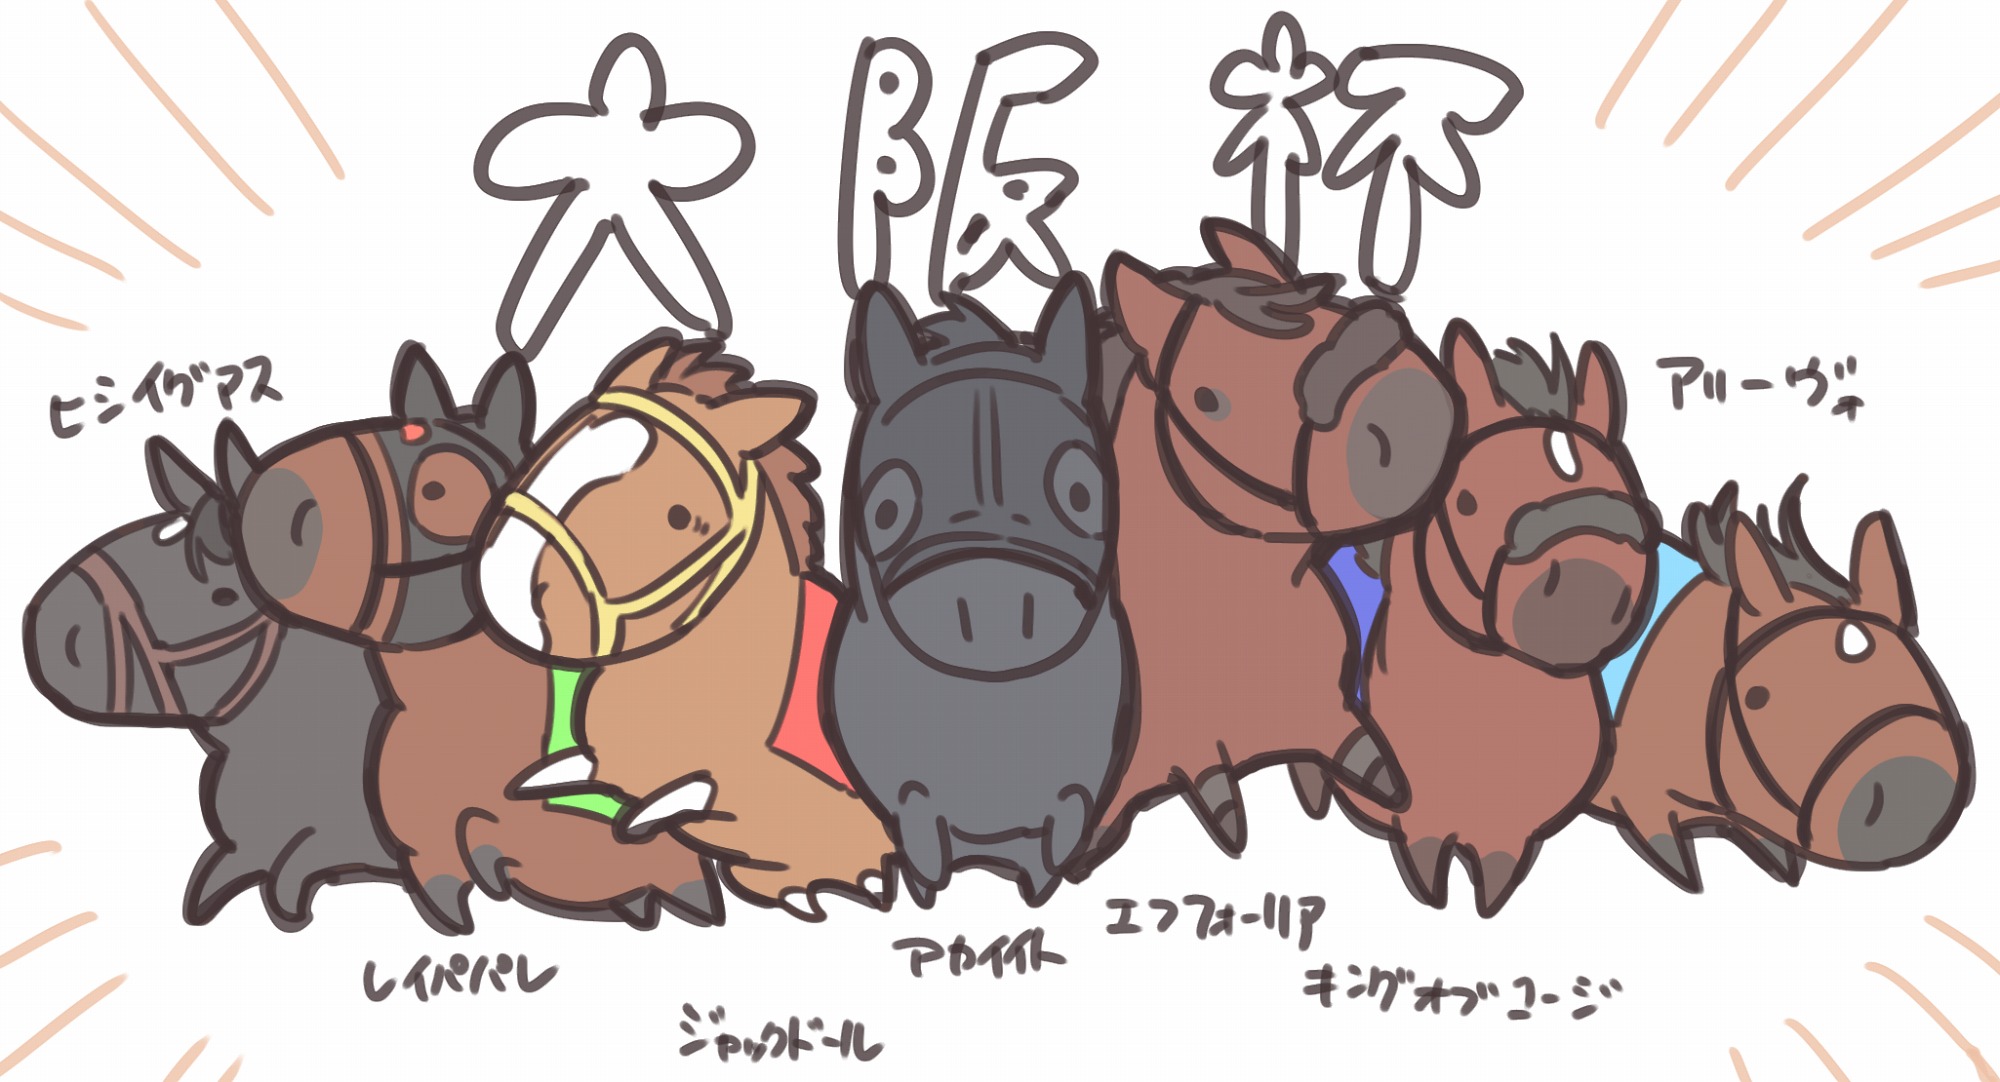 大阪杯
ヒシイグアス
アリーヴォ
レイパパレ
アカイイト
エフフォーリア
ジャックドール
キングオブコージ